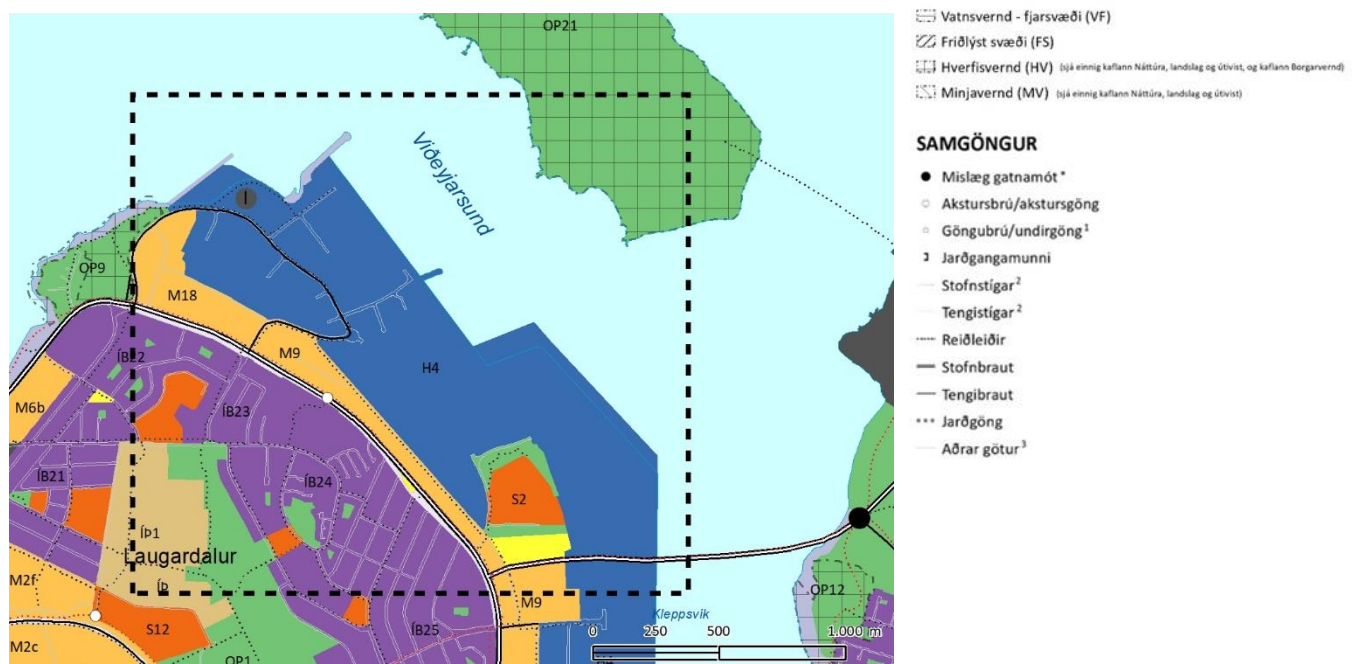 OP21
Viðeyjarsund
I
OP9
M18
M9
ÍB22
H4
M6b
ÍB23
ÍB21
ÍB24
S2
Íþ1
Laugardalur
M2f
Íþ
M9
Kleppsvík
OP12
S12
ÍB25
0 250 500 1.000 m
M2c
OP1
Vatnsvernd - fjarsvæði (VF)
Friðlýst svæði (FS)
Hverfisvernd (HV) (sjá einnig kaflann Náttúra, landslag og útivist, og kaflann Borgarvernd)
Minjavernd (MV) (sjá einnig kaflann Náttúra, landslag og útivist)
SAMGÖNGUR
Mislæg gatnamót *
Akstursbrú/akstursgöng
Göngubrú/undirgöng¹
Jarðgangamunni
Stofnstígar²
Tengistígar²
Reiðleiðir
Stofnbraut
Tengibraut
Jarðgöng
Aðrar götur³